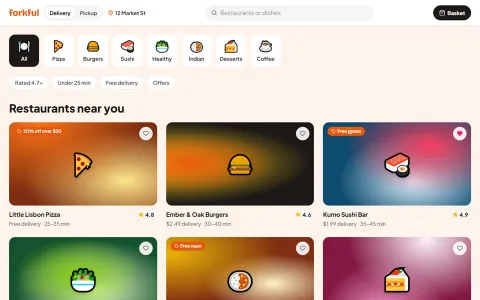 forkful Delivery Pickup 12 Market St Restaurants or dishes Basket
All Pizza Burgers Sushi Healthy Indian Desserts Coffee
Rated 4.7+ Under 25 min Free delivery Offers
Restaurants near you
20% off over $30 Free gyoza
Little Lisbon Pizza 4.8 Ember & Oak Burgers 4.6 Kumo Sushi Bar 4.9
Free delivery · 25–35 min $2.49 delivery · 30–40 min $1.99 delivery · 35–45 min
Free naan